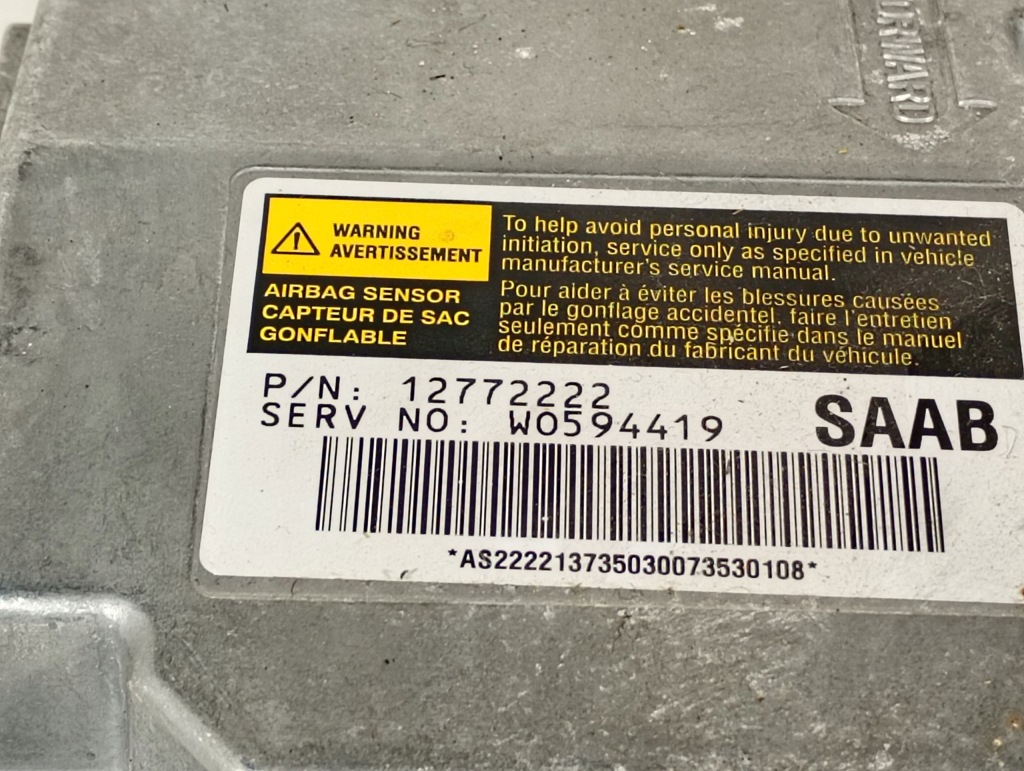 FORWARD
WARNING
AVERTISSEMENT
AIRBAG SENSOR
CAPTEUR DE SAC
GONFLABLE
To help avoid personal injury due to unwanted
initiation, service only as specified in vehicle
manufacturer's service manual.
Pour aider à éviter les blessures causées
par le gonflage accidentel, faire l'entretien
seulement comme spécifie dans le manuel
de réparation du fabricant du véhicule.
P/N: 12772222
SERV NO: W0594419
SAAB
*AS222213735030073530108*